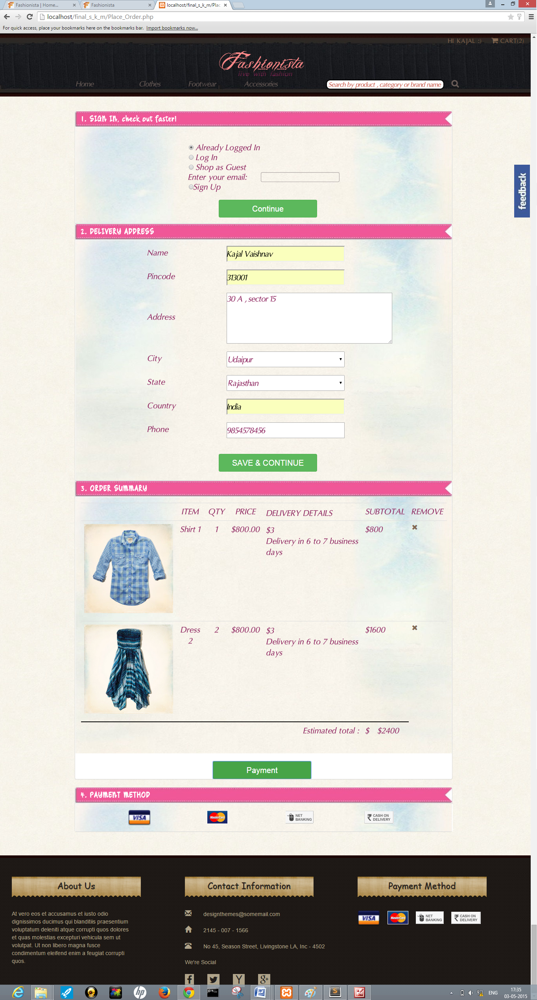 Fashionista | Home...
Fashionista
localhost/final_s_k_m/Plac
localhost/final_s_k_m/Place_Order.php
For quick access, place your bookmarks here on the bookmarks bar. Import bookmarks now...
HI KAJAL :) CART(2)
Fashionista
live with fashion
Home Clothes Footwear Accessories Search by product , category or brand name
1. SIGN IN, check out faster!
Already Logged In
Log In
Shop as Guest
Enter your email:
Sign Up
Continue
feedback
2. DELIVERY ADDRESS
Name Kajal Vaishnav
Pincode 313001
Address 30 A , sector 15
City Udaipur
State Rajasthan
Country India
Phone 9854578456
SAVE & CONTINUE
3. ORDER SUMMARY
ITEM QTY PRICE DELIVERY DETAILS SUBTOTAL REMOVE
Shirt 1 1 $800.00 $3 $800
Delivery in 6 to 7 business
days
Dress 2 $800.00 $3 $1600
2 Delivery in 6 to 7 business
days
Estimated total : $ $2400
Payment
4. PAYMENT METHOD
VISA MasterCard NET BANKING ₹ CASH ON DELIVERY
About Us
At vero eos et accusamus et iusto odio
dignissimos ducimus qui blanditiis praesentium
voluptatum deleniti atque corrupti quos dolores
et quas molestias excepturi vehicula sem ut
volutpat. Ut non libero magna fusce
condimentum eleifend enim a feugiat corrupti
quos.
Contact Information
designthemes@somemail.com
2145 - 007 - 1566
No 45, Season Street, Livingstone LA, Inc - 4502
We're Social
Payment Method
VISA MasterCard NET BANKING ₹ CASH ON DELIVERY
ENG 17:35
03-05-2015